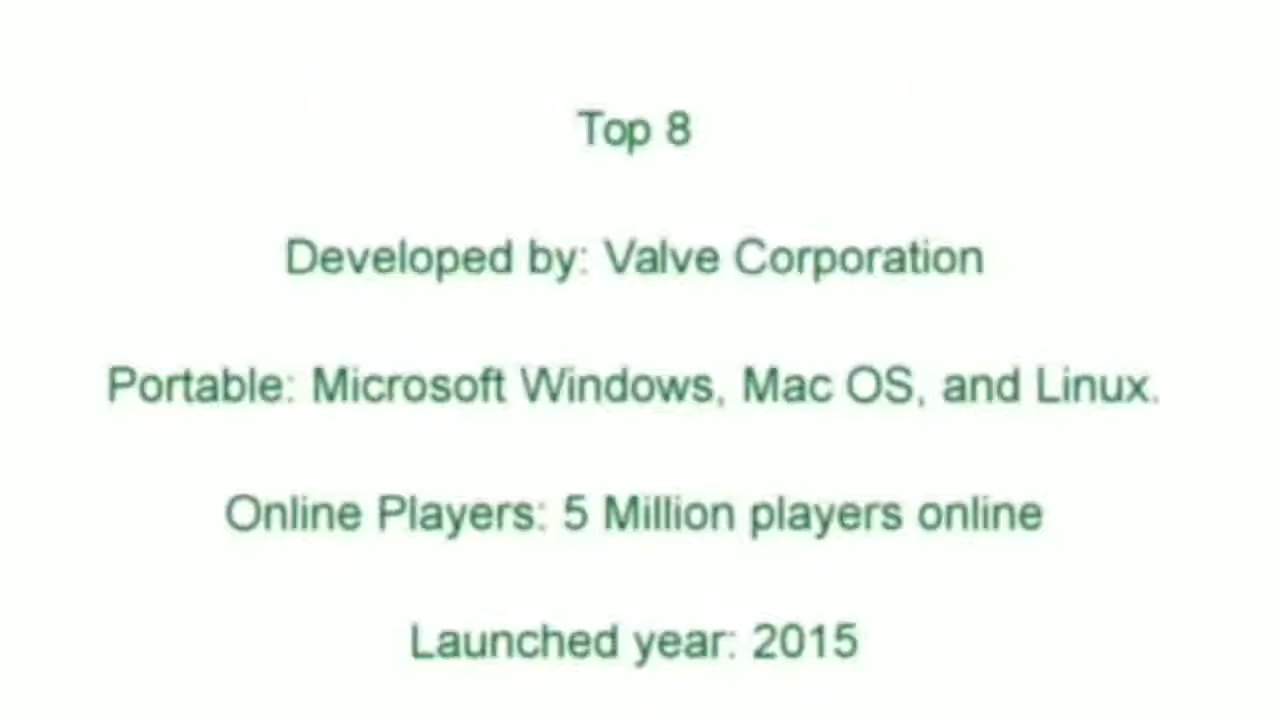 Top 8
Developed by: Valve Corporation
Portable: Microsoft Windows, Mac OS, and Linux.
Online Players: 5 Million players online
Launched year: 2015